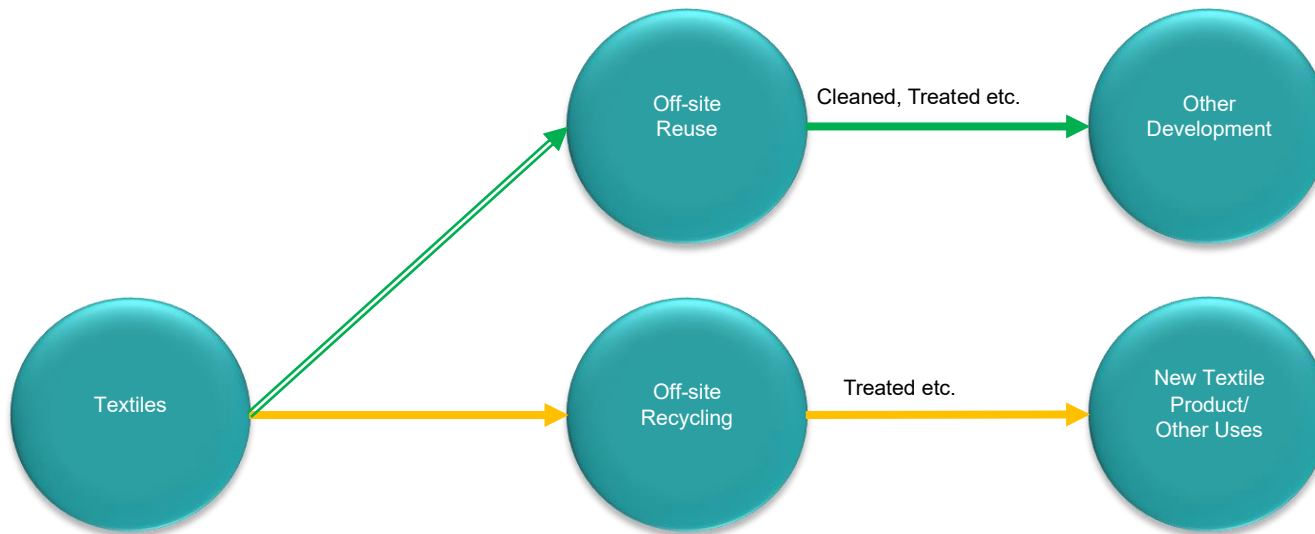 Off-site
Reuse
Cleaned, Treated etc.
Other
Development
Textiles
Off-site
Recycling
Treated etc.
New Textile
Product/
Other Uses